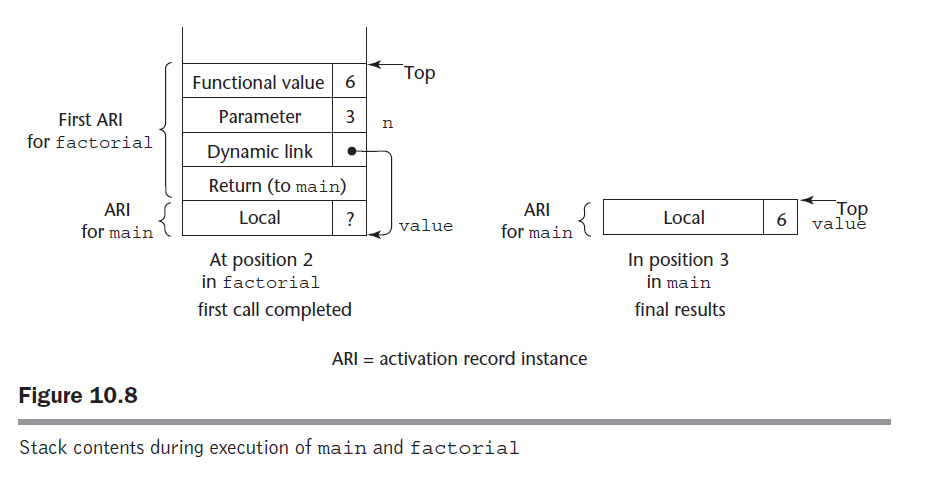 Top
Functional value 6
First ARI
for factorial
Parameter 3 n
Dynamic link
Return (to main)
ARI
for main
Local ?
value
At position 2
in factorial
first call completed
ARI
for main
Local 6
Top
value
In position 3
in main
final results
ARI = activation record instance
Figure 10.8
Stack contents during execution of main and factorial